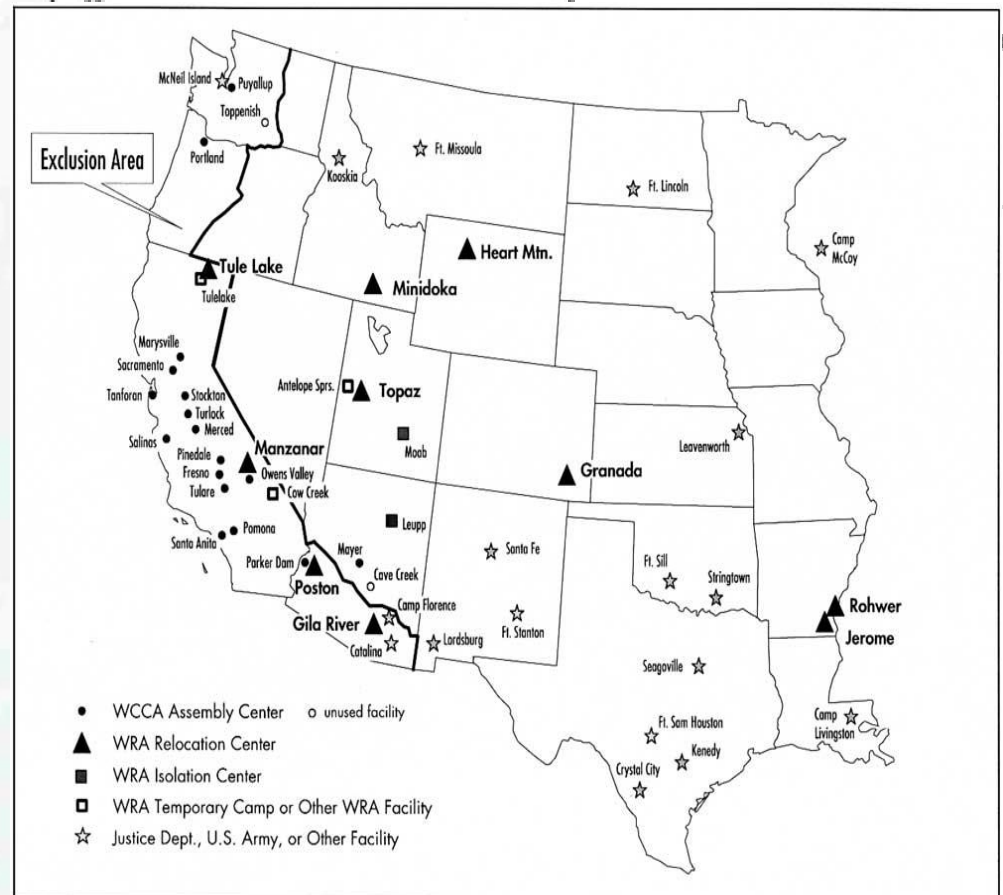 McNeil Island
Puyallup
Toppenish
Portland
Exclusion Area
Kooskia
Ft. Missoula
Ft. Lincoln
Camp
McCoy
Heart Mtn.
Minidoka
Tule Lake
Tulelake
Marysville
Sacramento
Tanforan
Stockton
Turlock
Merced
Salinas
Pinedale
Manzanar
Owens Valley
Fresno
Tulare
Cow Creek
Pomona
Santa Anita
Antelope Sprs.
Topaz
Moab
Granada
Leavenworth
Leupp
Mayer
Parker Dam
Cave Creek
Poston
Camp Florence
Gila River
Catalina
Lordsburg
Santa Fe
Ft. Stanton
Ft. Sill
Stringtown
Rohwer
Jerome
Seagoville
Ft. Sam Houston
Kenedy
Crystal City
Camp
Livingston
WCCA Assembly Center
unused facility
WRA Relocation Center
WRA Isolation Center
WRA Temporary Camp or Other WRA Facility
Justice Dept., U.S. Army, or Other Facility